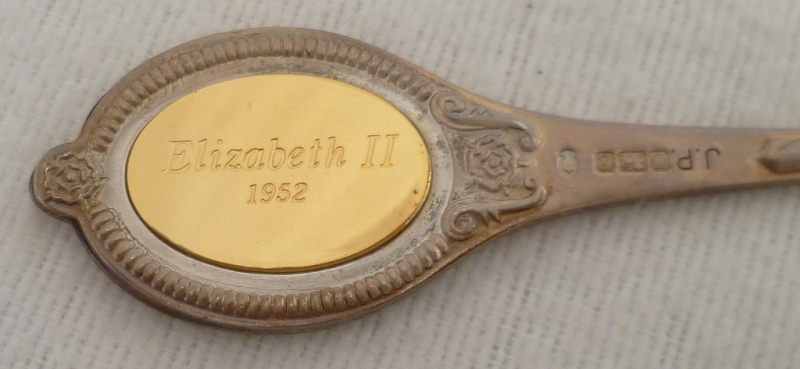 Elizabeth II
1952
J.P.